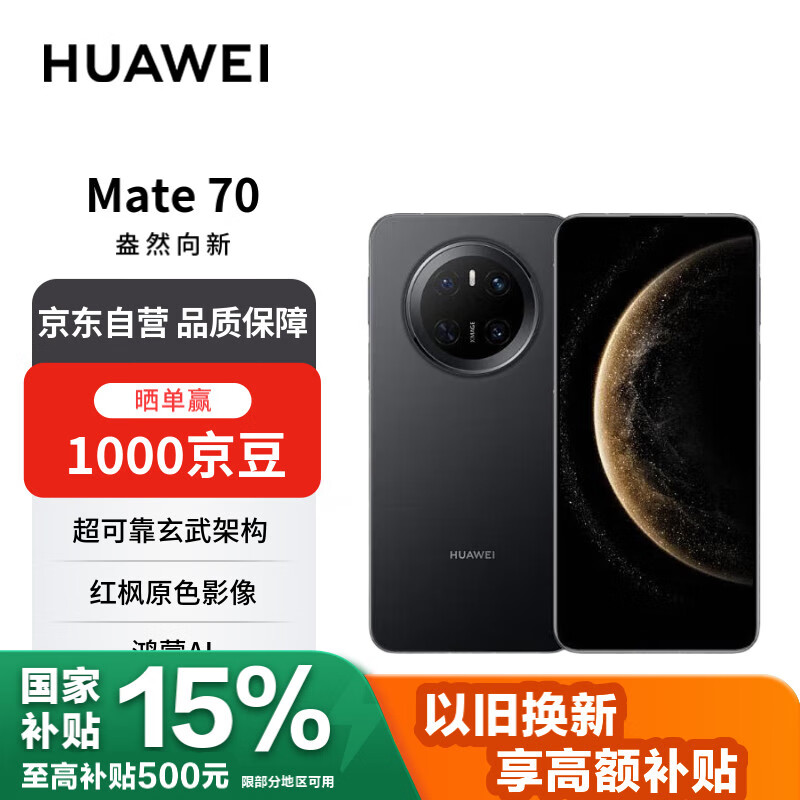 HUAWEI
Mate 70
盎然向新
京东自营 品质保障
晒单赢
1000京豆
超可靠玄武架构
红枫原色影像
鸿蒙AI
XMAGE
HUAWEI
国家
补贴
15%
至高补贴500元 限部分地区可用
以旧换新
享高额补贴